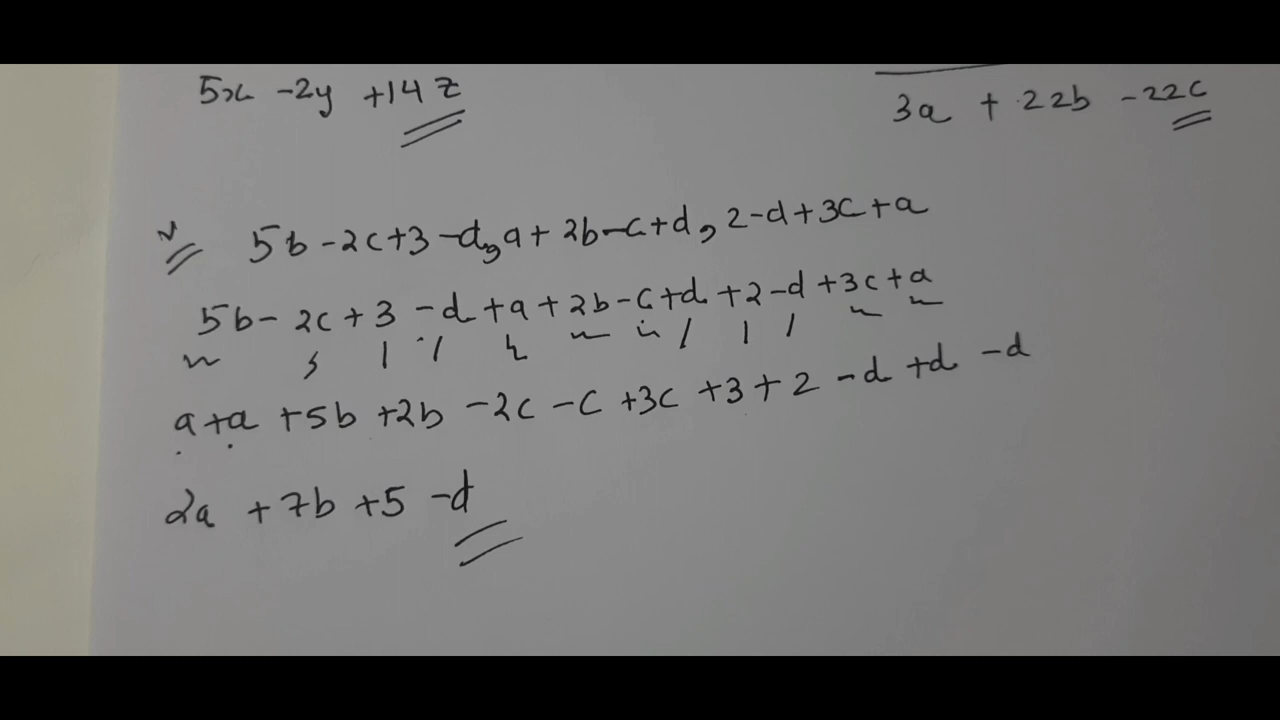 5x -2y +14z
3a + 22b -22c
v 5b -2c+3 -d, a+ 2b-c+d, 2-d+3c+a
5b- 2c + 3 -d +a + 2b -c+d +2-d +3c +a
a+a +5b +2b -2c -c +3c +3+2 -d +d -d
2a +7b +5 -d